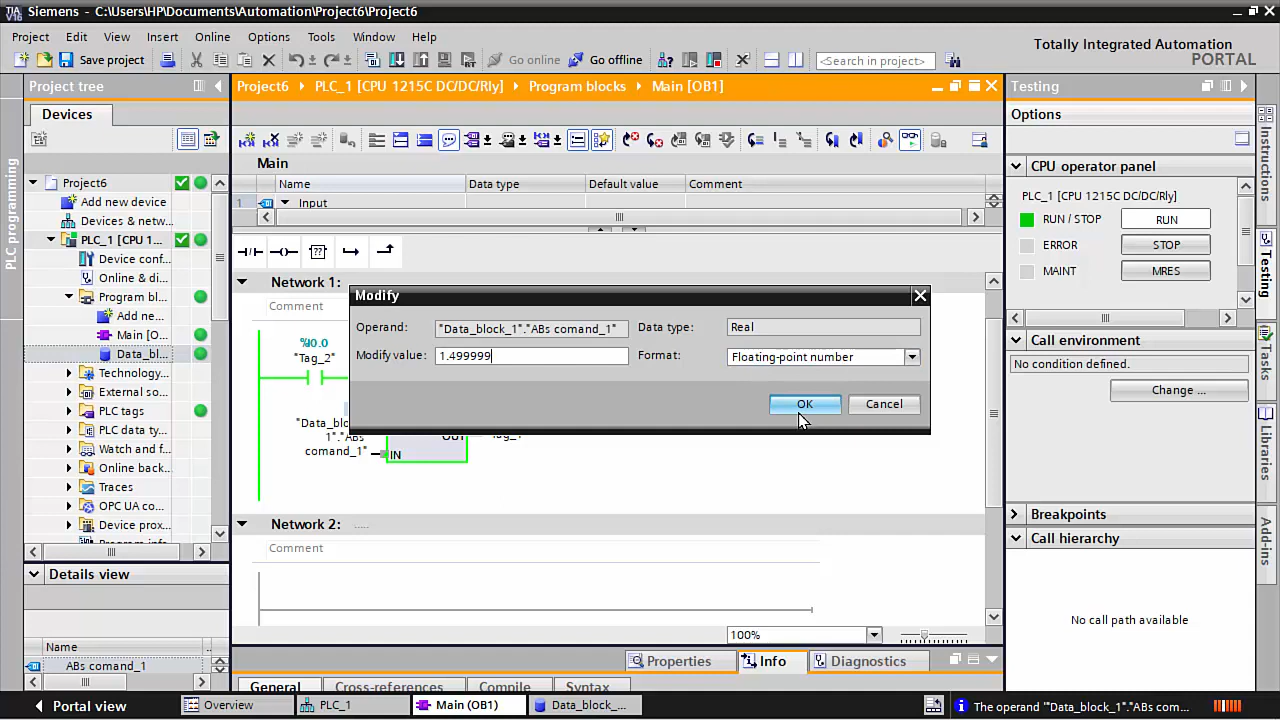 TIA
V16
Siemens - C:\Users\HP\Documents\Automation\Project6\Project6
Project Edit View Insert Online Options Tools Window Help
Totally Integrated Automation
PORTAL
Save project
Go online
Go offline
<Search in project>
PLC programming
Project tree
Devices
Project6
Add new device
Devices & netw...
PLC_1 [CPU 1...
Device conf...
Online & di...
Program bl...
Add ne...
Main [O...
Data_bl...
Technology...
External so...
PLC tags
PLC data ty...
Watch and f...
Online back...
Traces
OPC UA co...
Device prox...
Program info...
Details view
Name
..
ABs comand_1
Project6 PLC_1 [CPU 1215C DC/DC/Rly] Program blocks Main [OB1]
Main
Name Data type Default value Comment
1 Input
??
Network 1:
Comment
%I0.0
"Tag_2"
"Data_bloc
1"."ABs
comand_1"
IN
OUT
"Tag_1"
Modify
Operand: "Data_block_1"."ABs comand_1" Data type: Real
Modify value: 1.499999 Format: Floating-point number
OK Cancel
Network 2: .....
Comment
100%
Properties Info Diagnostics
General Cross-references Compile Syntax
Testing
Options
CPU operator panel
PLC_1 [CPU 1215C DC/DC/Rly]
RUN / STOP RUN
ERROR STOP
MAINT MRES
Call environment
No condition defined.
Change ...
Breakpoints
Call hierarchy
No call path available
Instructions
Testing
Tasks
Libraries
Add-ins
Portal view Overview PLC_1 Main (OB1) Data_block_...
The operand '"Data_block_1"."ABs com...